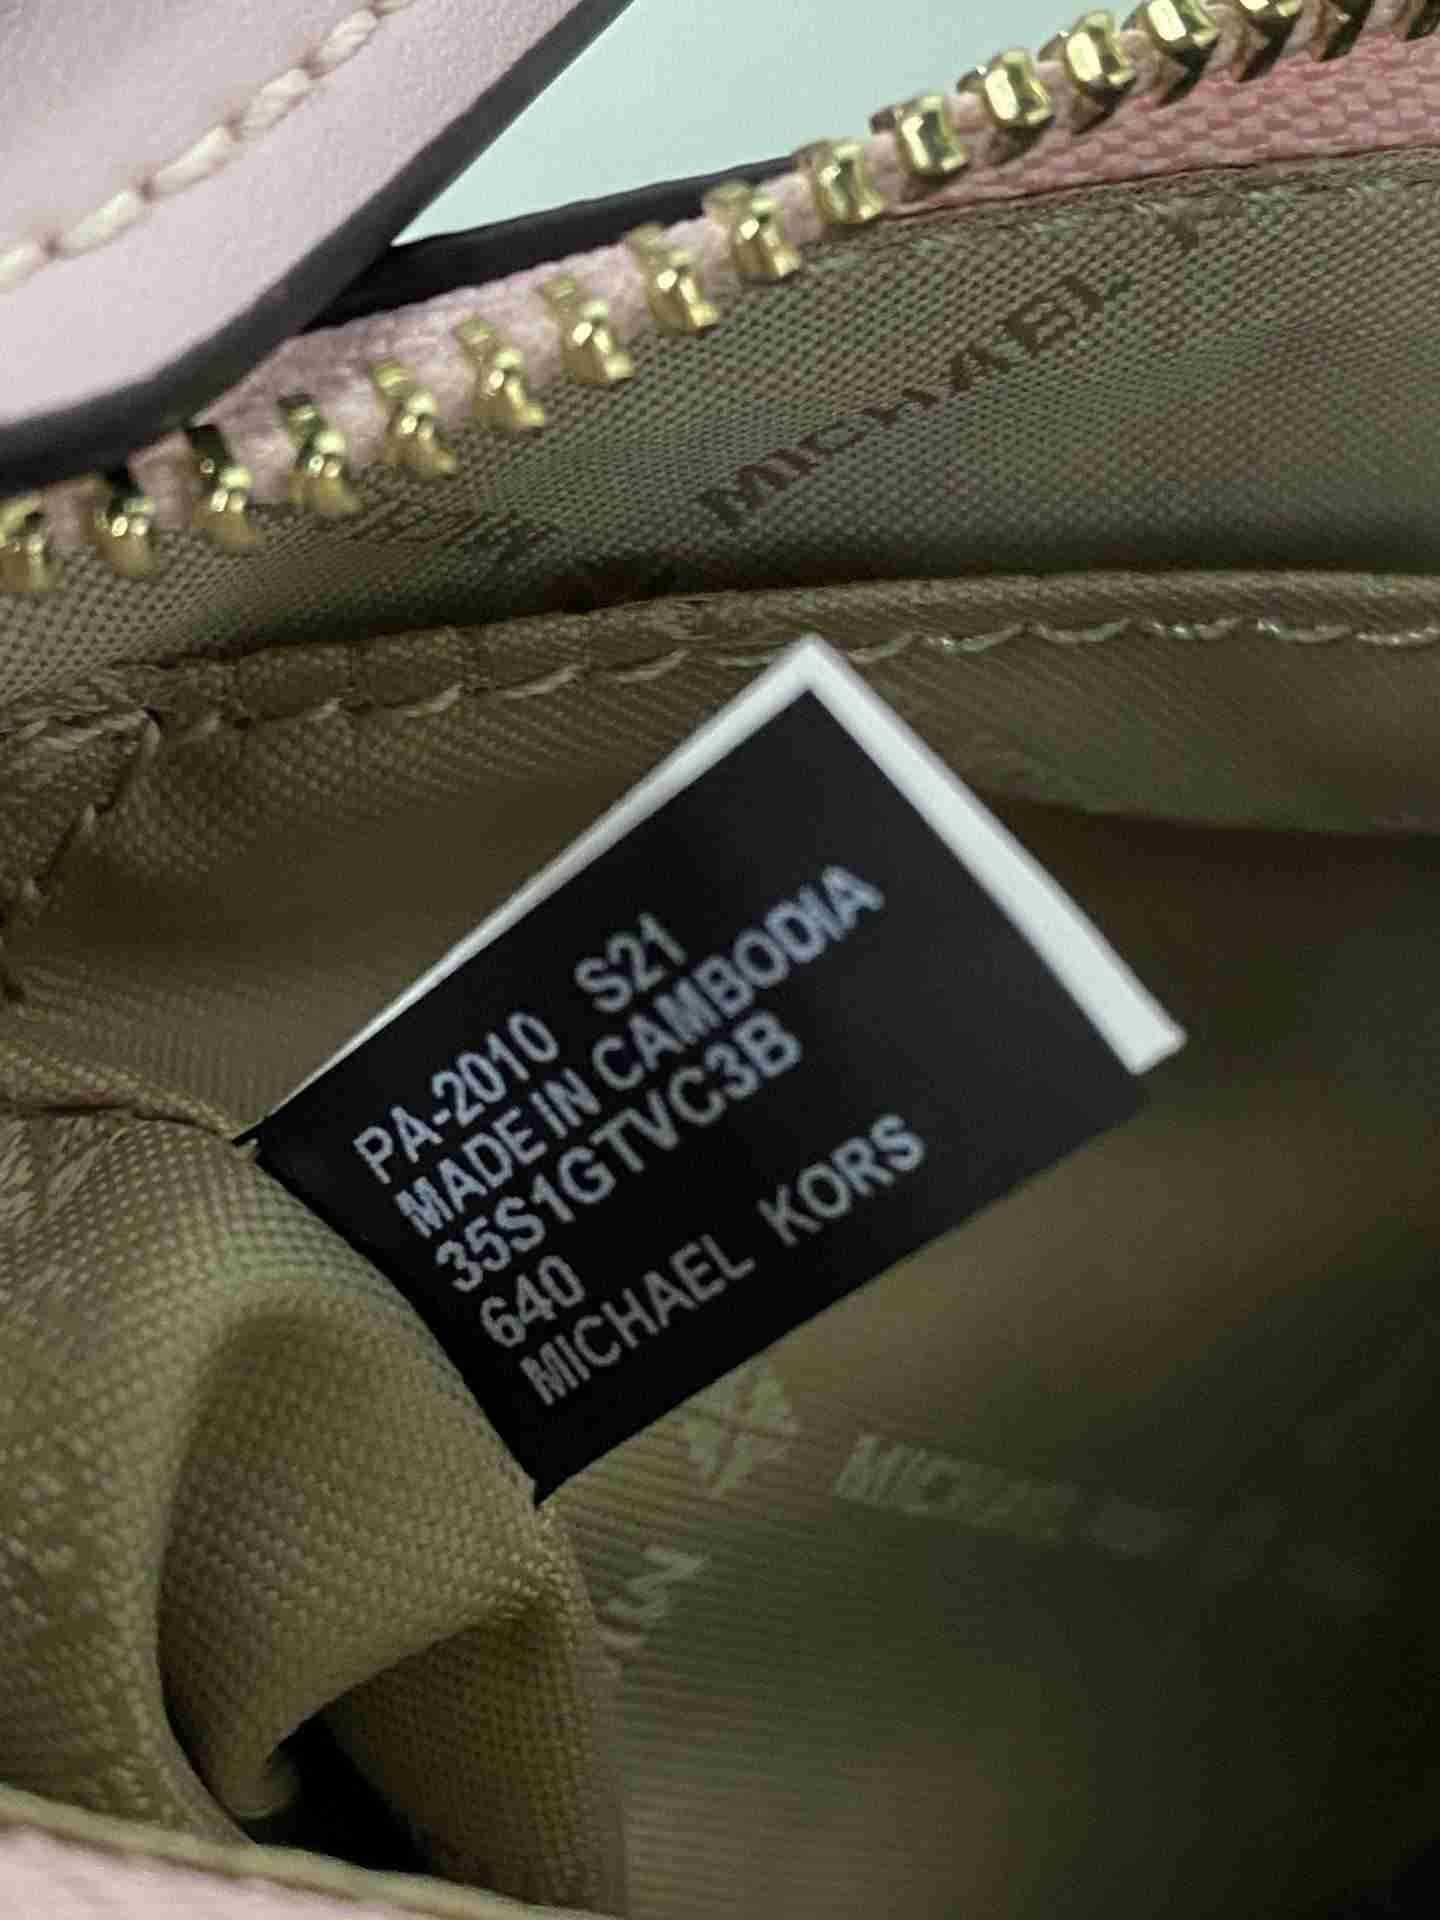 MICHAEL
PA-2010 S21
MADE IN CAMBODIA
35S1GTVC3B
640
MICHAEL KORS